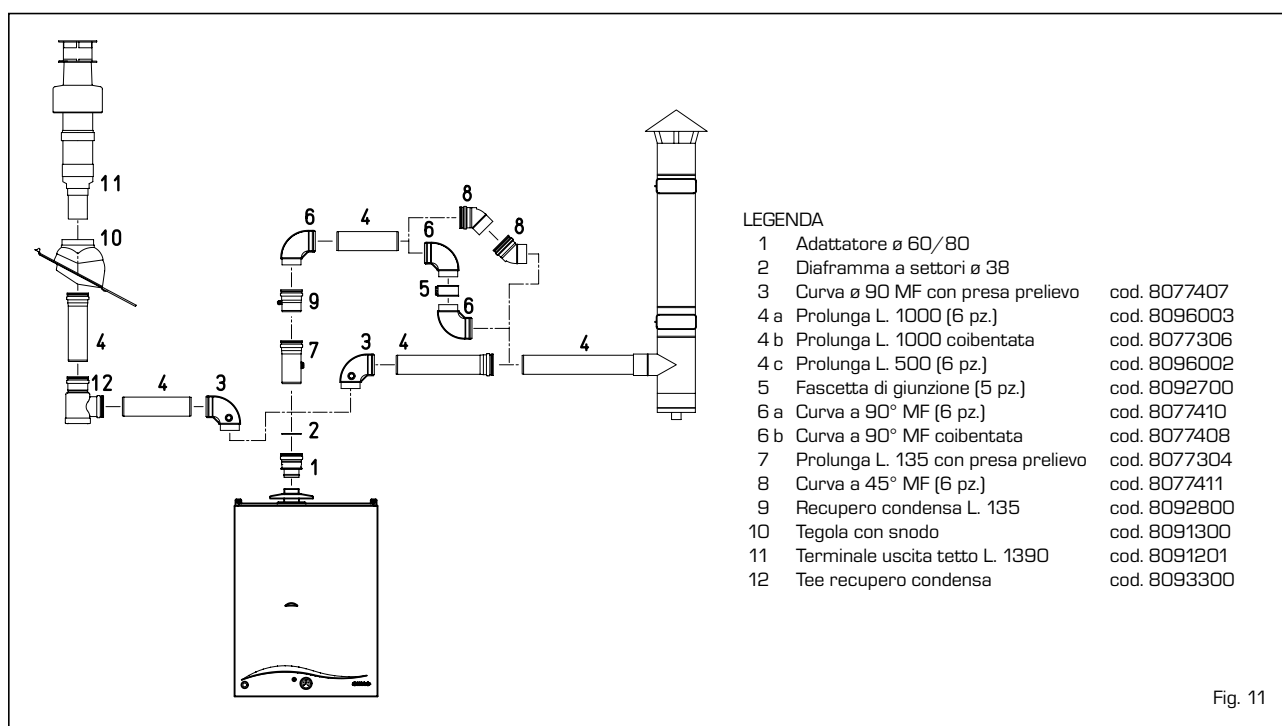 11
10
4
12
4
3
6
4
6
8
8
5
9
6
7
3
4
4
2
1
LEGENDA
1 Adattatore ø 60/80
2 Diaframma a settori ø 38
3 Curva ø 90 MF con presa prelievo cod. 8077407
4 a Prolunga L. 1000 (6 pz.) cod. 8096003
4 b Prolunga L. 1000 coibentata cod. 8077306
4 c Prolunga L. 500 (6 pz.) cod. 8096002
5 Fascetta di giunzione (5 pz.) cod. 8092700
6 a Curva a 90° MF (6 pz.) cod. 8077410
6 b Curva a 90° MF coibentata cod. 8077408
7 Prolunga L. 135 con presa prelievo cod. 8077304
8 Curva a 45° MF (6 pz.) cod. 8077411
9 Recupero condensa L. 135 cod. 8092800
10 Tegola con snodo cod. 8091300
11 Terminale uscita tetto L. 1390 cod. 8091201
12 Tee recupero condensa cod. 8093300
Fig. 11